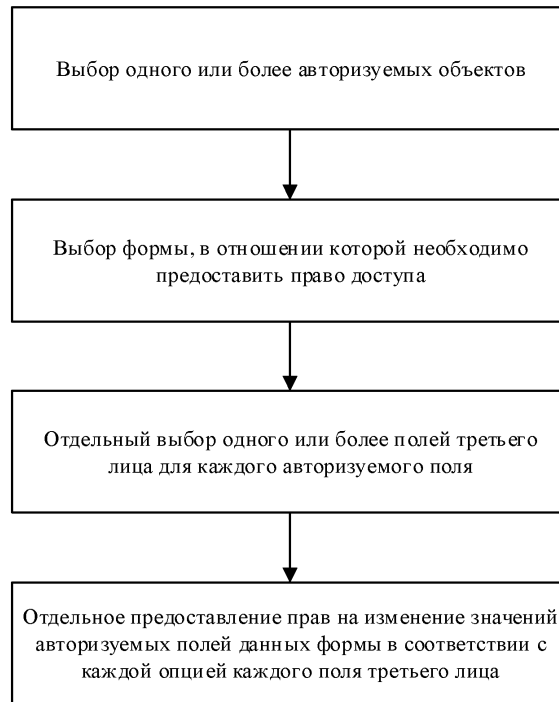 Выбор одного или более авторизуемых объектов
Выбор формы, в отношении которой необходимо
предоставить право доступа
Отдельный выбор одного или более полей третьего
лица для каждого авторизуемого поля
Отдельное предоставление прав на изменение значений
авторизуемых полей данных формы в соответствии с
каждой опцией каждого поля третьего лица